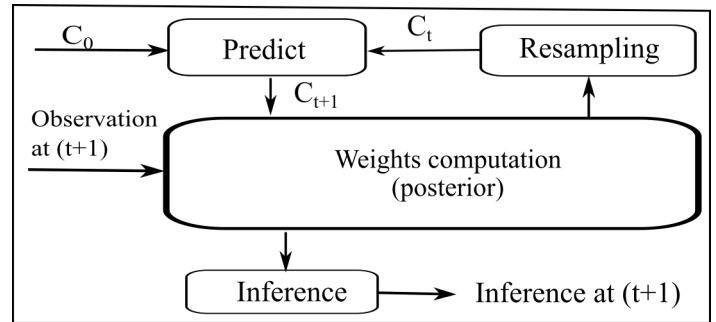 C₀
Predict
Cₜ
Resampling
Cₜ₊₁
Observation
at (t+1)
Weights computation
(posterior)
Inference
Inference at (t+1)